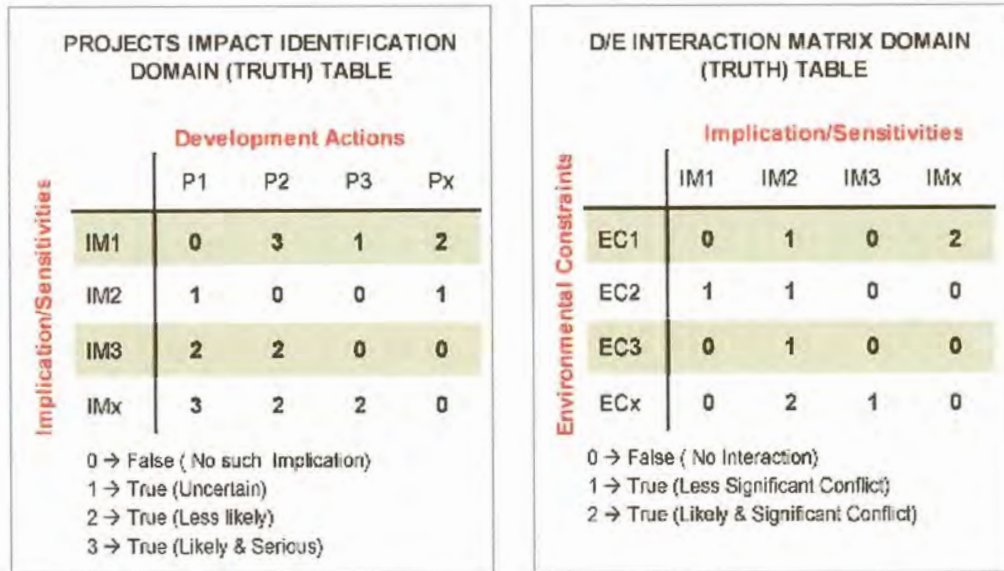 PROJECTS IMPACT IDENTIFICATION
DOMAIN (TRUTH) TABLE
Development Actions
Implication/Sensitivities
P1 P2 P3 Px
IM1 0 3 1 2
IM2 1 0 0 1
IM3 2 2 0 0
IMx 3 2 2 0
0 → False ( No such Implication)
1 → True (Uncertain)
2 → True (Less likely)
3 → True (Likely & Serious)
D/E INTERACTION MATRIX DOMAIN
(TRUTH) TABLE
Implication/Sensitivities
Environmental Constraints
IM1 IM2 IM3 IMx
EC1 0 1 0 2
EC2 1 1 0 0
EC3 0 1 0 0
ECx 0 2 1 0
0 → False ( No Interaction)
1 → True (Less Significant Conflict)
2 → True (Likely & Significant Conflict)